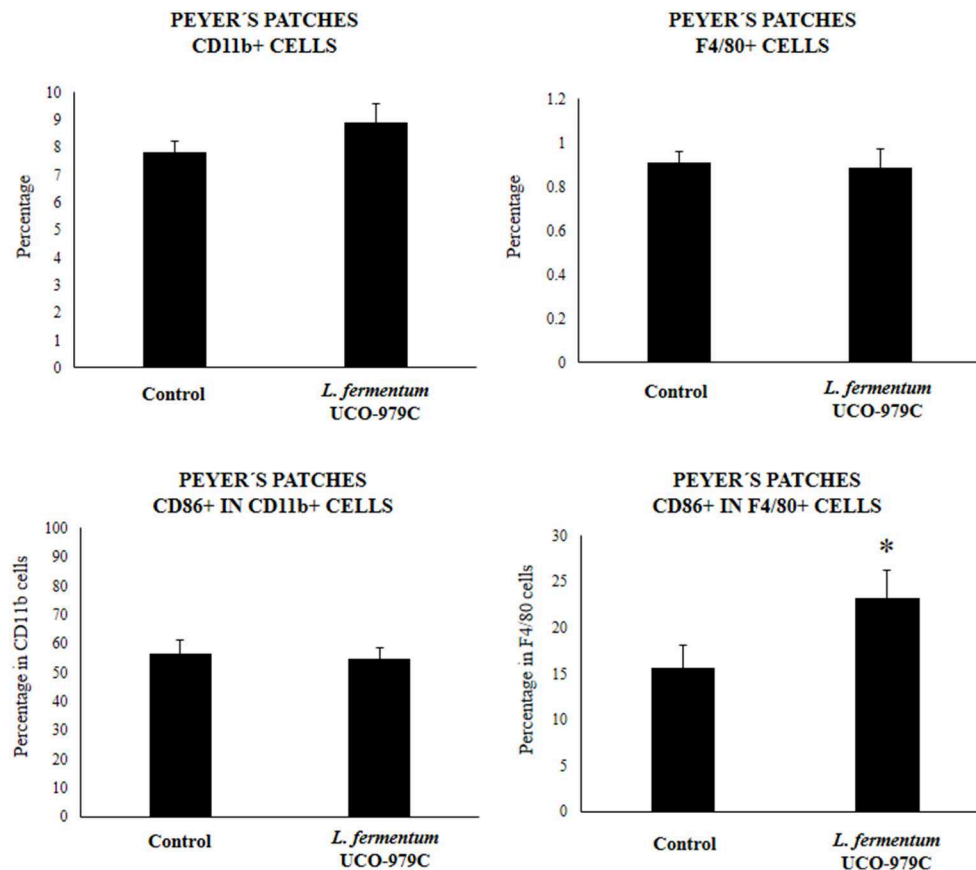 PEYER´S PATCHES
CD11b+ CELLS
Percentage
10
9
8
7
6
5
4
3
2
1
0
Control
L. fermentum
UCO-979C
PEYER´S PATCHES
F4/80+ CELLS
Percentage
1.2
1
0.8
0.6
0.4
0.2
0
Control
L. fermentum
UCO-979C
PEYER´S PATCHES
CD86+ IN CD11b+ CELLS
Percentage in CD11b cells
100
90
80
70
60
50
40
30
20
10
0
Control
L. fermentum
UCO-979C
PEYER´S PATCHES
CD86+ IN F4/80+ CELLS
Percentage in F4/80 cells
30
25
20
15
10
5
0
*
Control
L. fermentum
UCO-979C